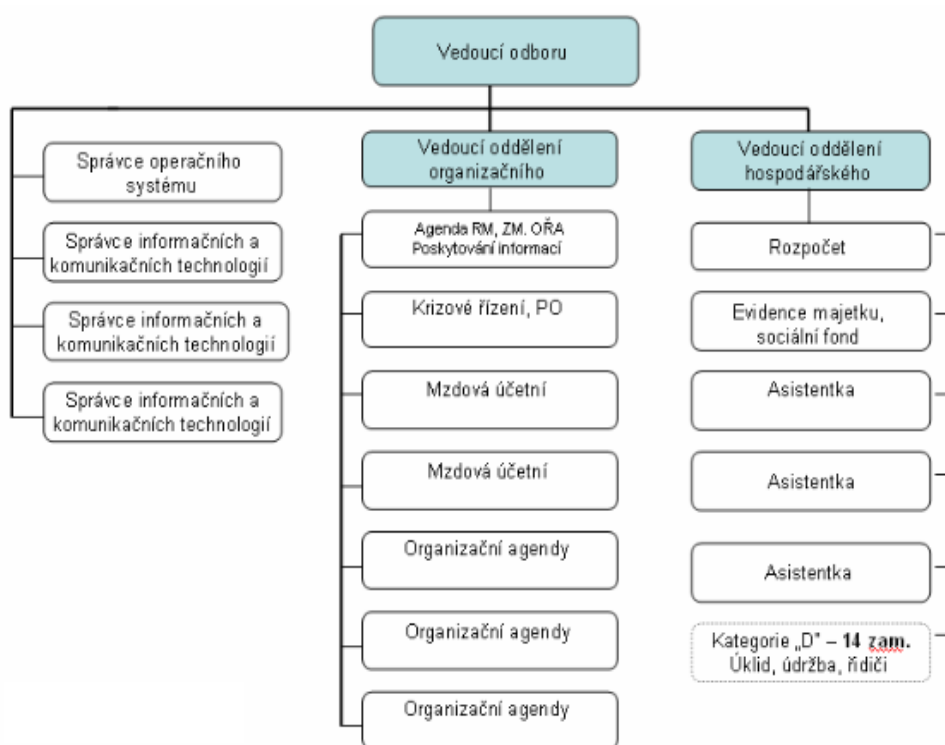 Vedoucí odboru
Správce operačního
systému
Správce informačních a
komunikačních technologií
Správce informačních a
komunikačních technologií
Správce informačních a
komunikačních technologií
Vedoucí oddělení
organizačního
Agenda RM, ZM. OŘA
Poskytování informací
Krizové řízení, PO
Mzdová účetní
Mzdová účetní
Organizační agendy
Organizační agendy
Organizační agendy
Vedoucí oddělení
hospodářského
Rozpočet
Evidence majetku,
sociální fond
Asistentka
Asistentka
Asistentka
Kategorie „D" – 14 zam.
Úklid, údržba, řidiči